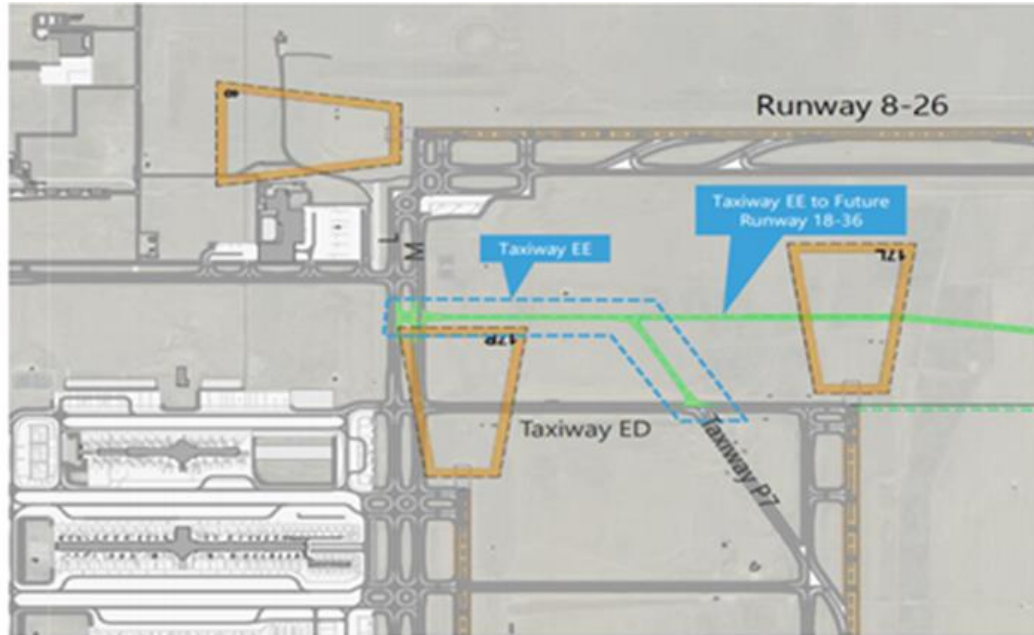 Runway 8-26
Taxiway EE to Future
Runway 18-36
L
M
Taxiway EE
17L
17R
Taxiway ED
Taxiway P7